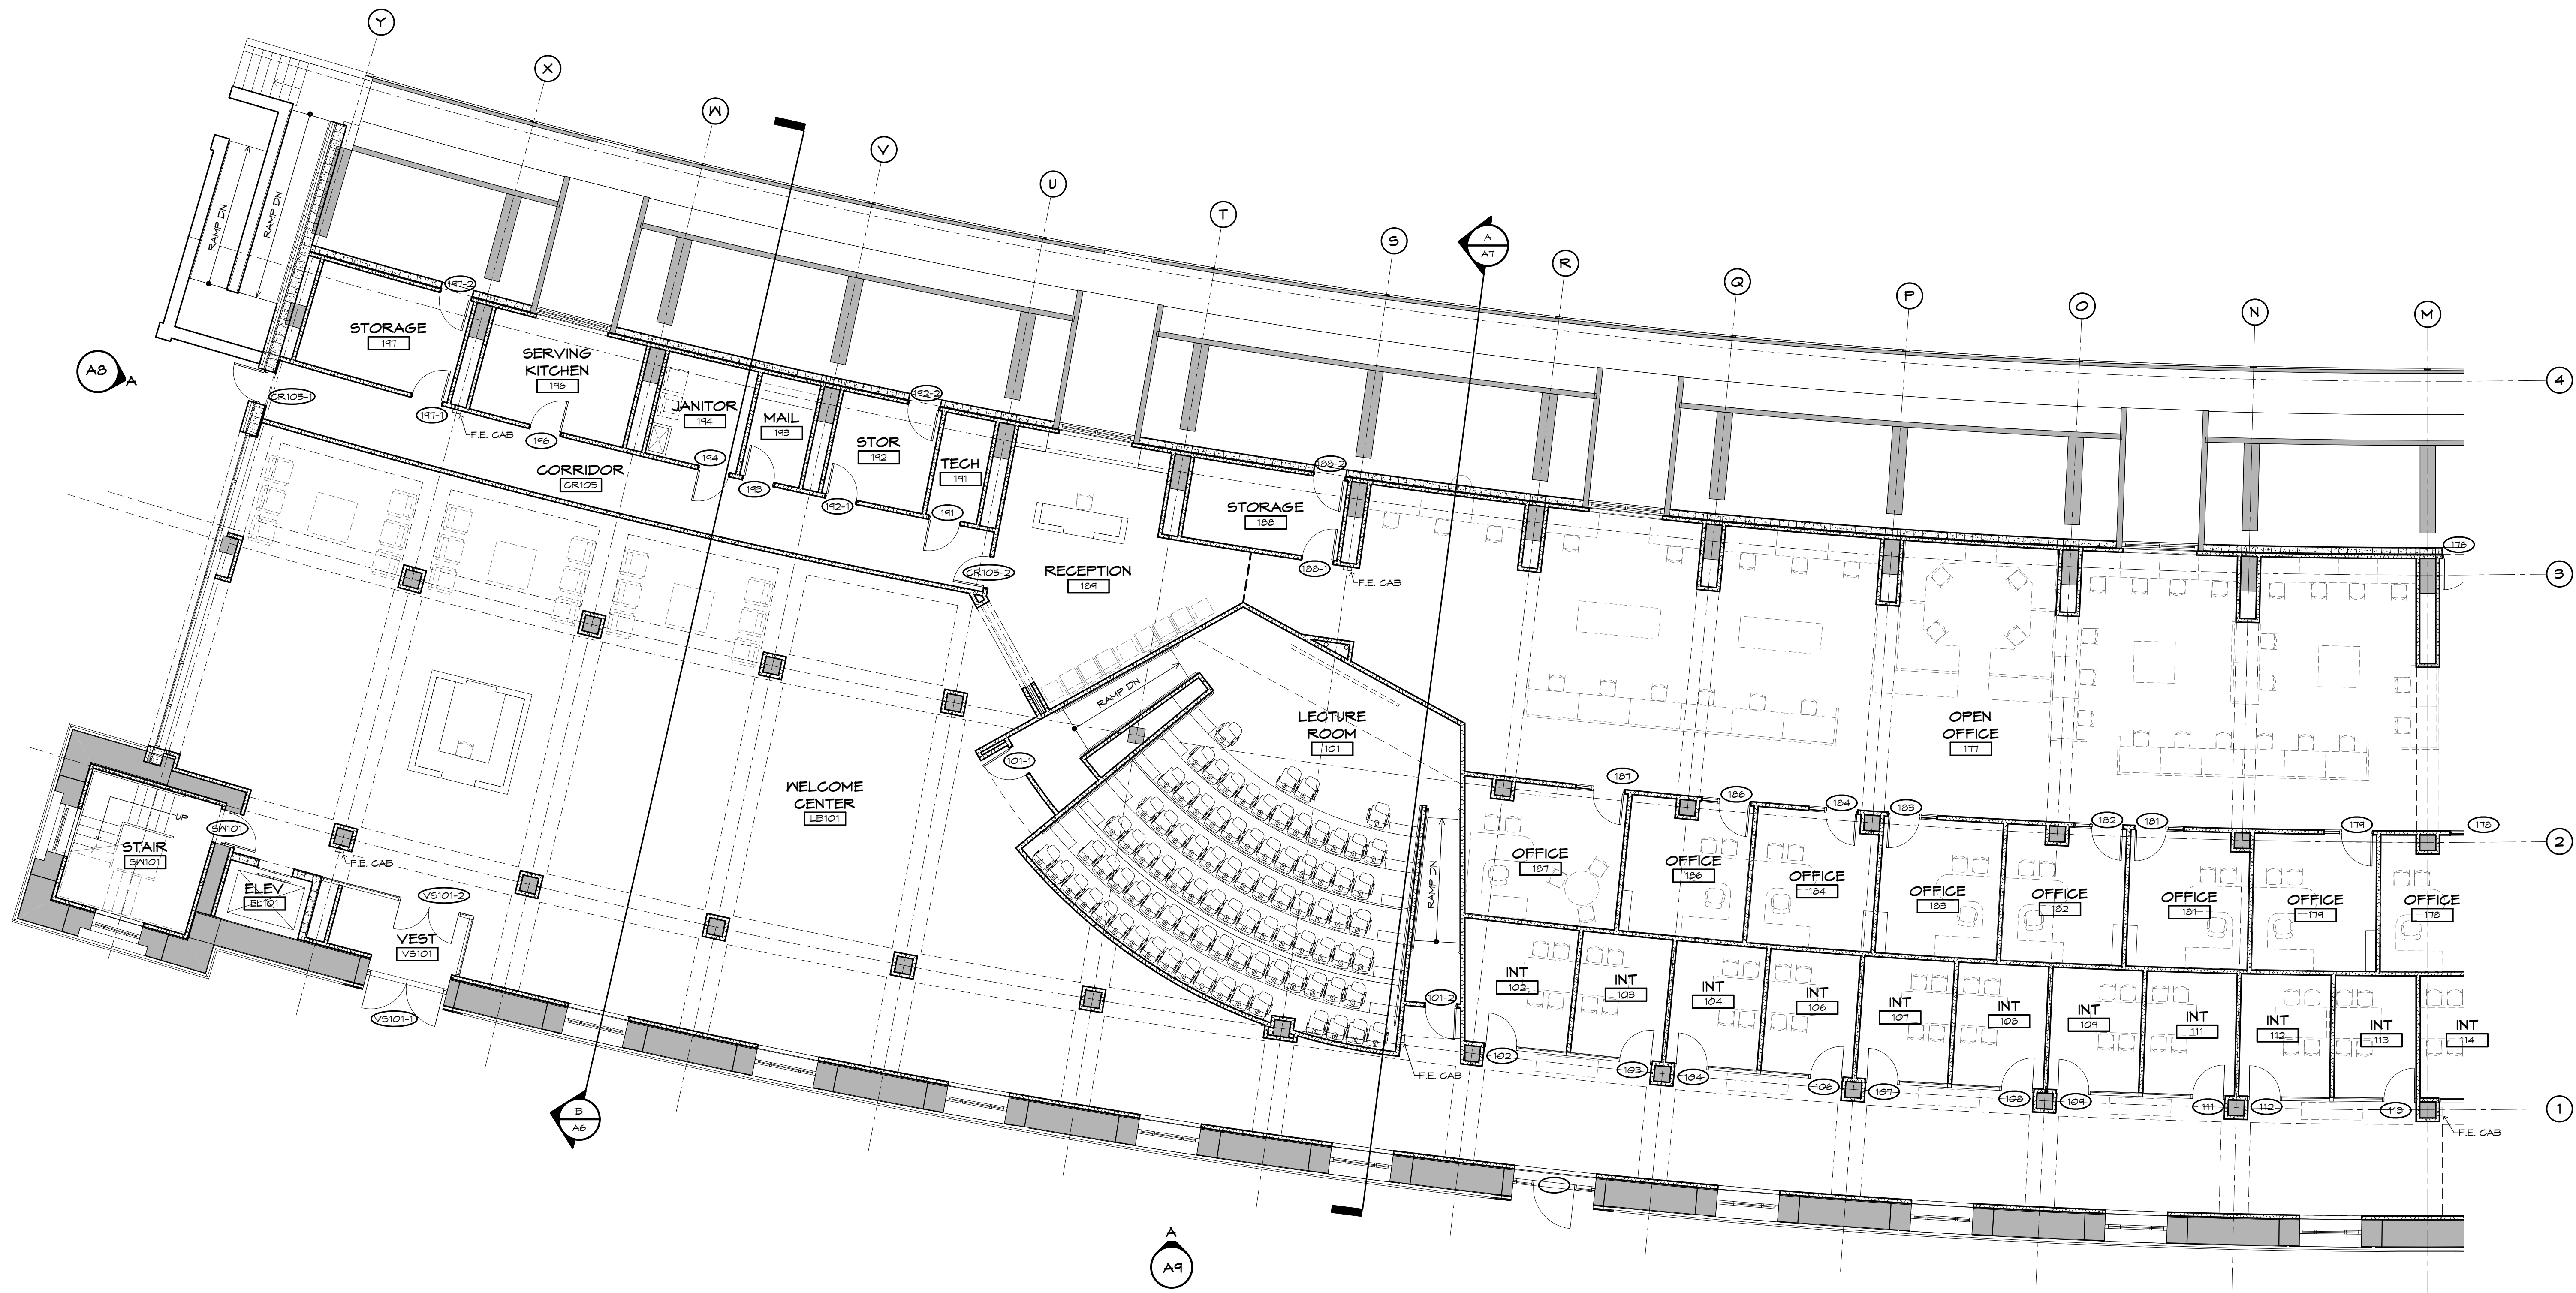 Y
X
W
V
U
T
S
R
Q
P
O
N
M
4
3
2
1
RAMP DN
RAMP DN
A
A7
A8
A
STORAGE
197
197-2
197-1
CR105-1
SERVING
KITCHEN
196
196
F.E. CAB
JANITOR
194
194
MAIL
193
193
STOR
192
192-2
192-1
TECH
191
191
CORRIDOR
CR105
CR105-2
RECEPTION
189
STORAGE
188
188-2
188-1
F.E. CAB
176
RAMP DN
LECTURE
ROOM
101
101-1
RAMP DN
101-2
F.E. CAB
WELCOME
CENTER
LB101
OPEN
OFFICE
177
UP
STAIR
SW101
SW101
F.E. CAB
ELEV
EL101
VS101-2
VEST
VS101
VS101-1
187
186
184
183
182
181
179
178
OFFICE
187
OFFICE
186
OFFICE
184
OFFICE
183
OFFICE
182
OFFICE
181
OFFICE
179
OFFICE
178
INT
102
INT
103
INT
104
INT
106
INT
107
INT
108
INT
109
INT
111
INT
112
INT
113
INT
114
102
103
104
106
107
108
109
111
112
113
F.E. CAB
B
A6
A
A9